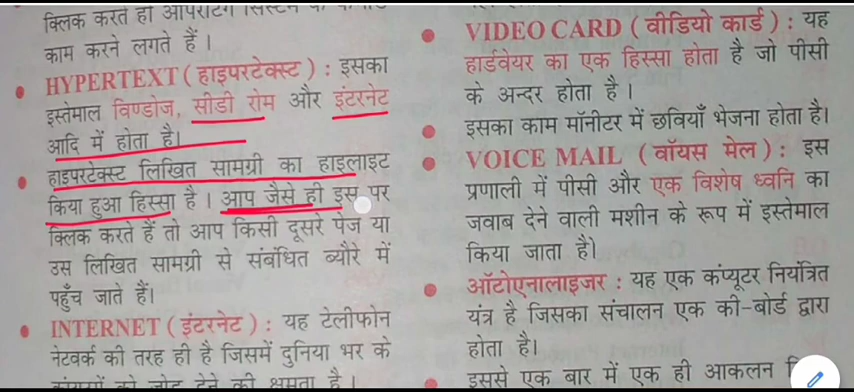 क्लिक करते ही ऑपरेटिंग सिस्टम
काम करने लगते हैं ।
HYPERTEXT ( हाइपरटेक्स्ट ) : इसका
इस्तेमाल विण्डोज, सीडी रोम और इंटरनेट
आदि में होता है।
हाइपरटेक्स्ट लिखित सामग्री का हाइलाइट
किया हुआ हिस्सा है । आप जैसे ही इस पर
क्लिक करते हैं तो आप किसी दूसरे पेज या
उस लिखित सामग्री से संबंधित ब्यौरे में
पहुँच जाते हैं।
INTERNET ( इंटरनेट ) : यह टेलीफोन
नेटवर्क की तरह ही है जिसमें दुनिया भर के
को जोड़ देने की क्षमता है ।
VIDEO CARD ( वीडियो कार्ड ) : यह
हार्डवेयर का एक हिस्सा होता है जो पीसी
के अन्दर होता है ।
इसका काम मॉनीटर में छवियाँ भेजना होता है।
VOICE MAIL ( वॉयस मेल ) : इस
प्रणाली में पीसी और एक विशेष ध्वनि का
जवाब देने वाली मशीन के रूप में इस्तेमाल
किया जाता है।
ऑटोएनालाइजर : यह एक कंप्यूटर नियंत्रित
यंत्र है जिसका संचालन एक की-बोर्ड द्वारा
होता है।
इससे एक बार में एक ही आकलन